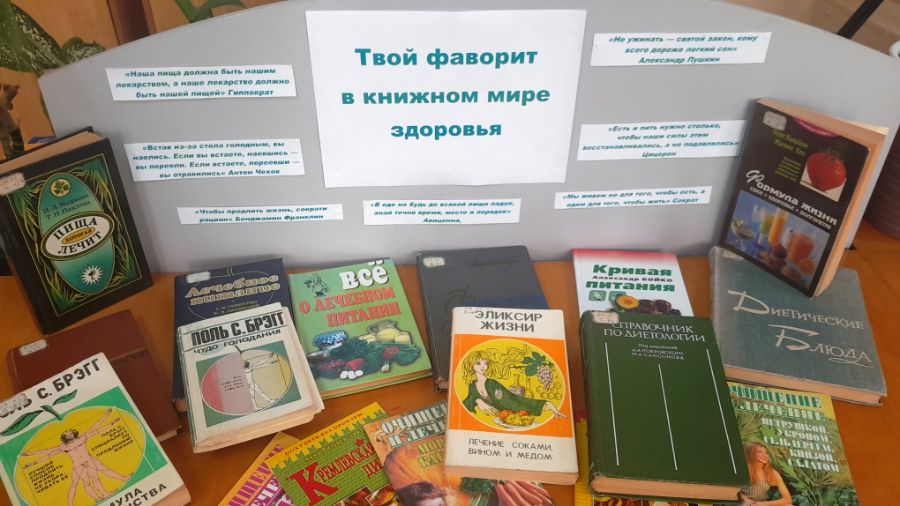 Твой фаворит
в книжном мире
здоровья
«Наша пища должна быть нашим
лекарством, а наше лекарство должно
быть нашей пищей» Гиппократ
«Не ужинать — святой закон, кому
всего дороже легкий сон»
Александр Пушкин
«Встав из-за стола голодным, вы
наелись. Если вы встаете, наевшись —
вы переели. Если встаете, переевши —
вы отравились» Антон Чехов
«Есть и пить нужно столько,
чтобы наши силы этим
восстанавливались, а не подавлялись»
Цицерон
«Чтобы продлить жизнь, сократи
рацион» Бенджамин Франклин
«В еде не будь до всякой пищи падок,
знай точно время, место и порядок»
Авиценна,
«Мы живем не для того, чтобы есть, а
едим для того, чтобы жить» Сократ
ПИЩА
КОТОРАЯ
ЛЕЧИТ
ФОРМУЛА ЖИЗНИ
Лечебное
питание
ПОЛЬ С. БРЭГГ
ЧУДО ГОЛОДАНИЯ
Всё
О ЛЕЧЕБНОМ
ПИТАНИИ
ЭЛИКСИР
ЖИЗНИ
ЛЕЧЕНИЕ СОКАМИ,
ВИНОМ И МЕДОМ
Кривая
Александр Бойко
питания
СПРАВОЧНИК
ПО ДИЕТОЛОГИИ
Диетические
Блюда
С. БРЭГГ